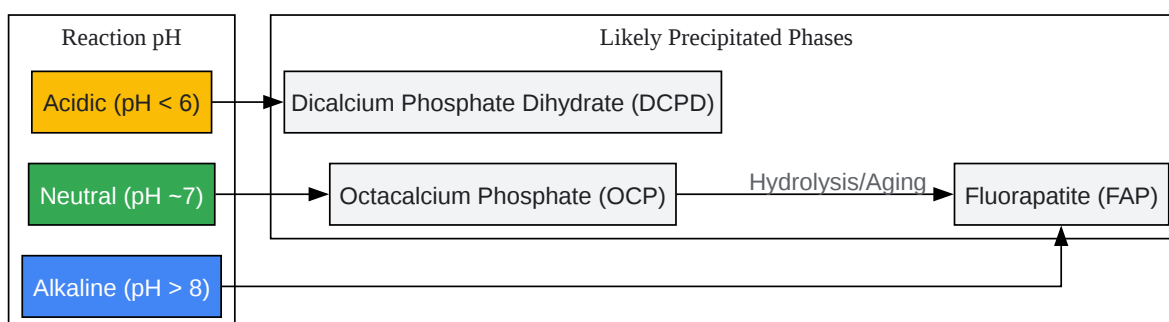 Reaction pH
Likely Precipitated Phases
Acidic (pH < 6)
Dicalcium Phosphate Dihydrate (DCPD)
Neutral (pH ~7)
Octacalcium Phosphate (OCP)
Hydrolysis/Aging
Fluorapatite (FAP)
Alkaline (pH > 8)